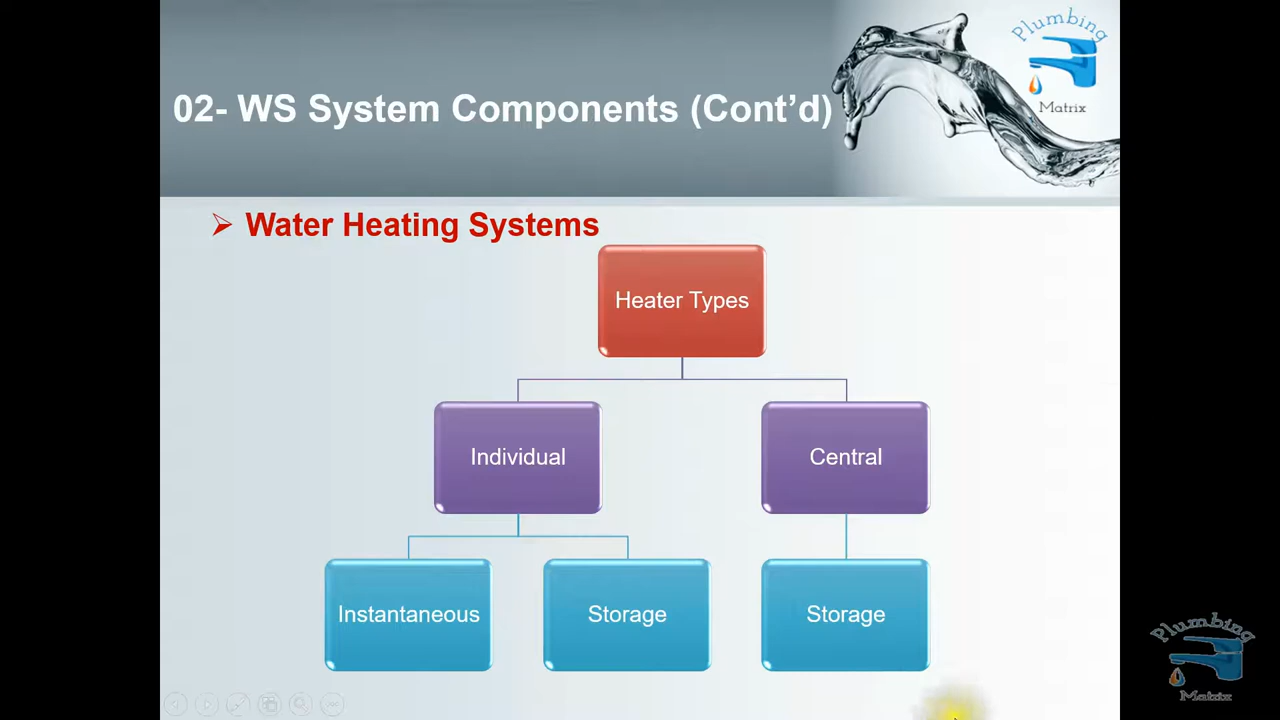 Plumbing
Matrix
02- WS System Components (Cont’d)
Water Heating Systems
Heater Types
Individual
Central
Instantaneous
Storage
Storage
Plumbing
Matrix